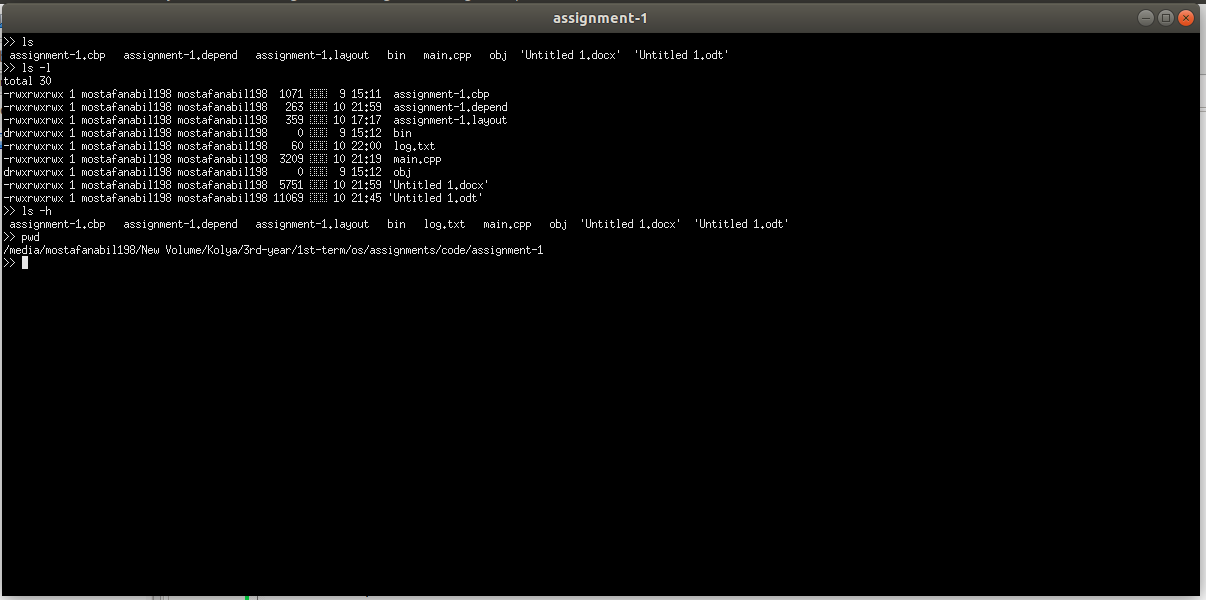 assignment-1
>> ls
assignment-1.cbp assignment-1.depend assignment-1.layout bin main.cpp obj 'Untitled 1.docx' 'Untitled 1.odt'
>> ls -l
total 30
-rwxrwxrwx 1 mostafanabil198 mostafanabil198 1071 9 15:11 assignment-1.cbp
-rwxrwxrwx 1 mostafanabil198 mostafanabil198 263 10 21:59 assignment-1.depend
-rwxrwxrwx 1 mostafanabil198 mostafanabil198 359 10 17:17 assignment-1.layout
drwxrwxrwx 1 mostafanabil198 mostafanabil198 0 9 15:12 bin
-rwxrwxrwx 1 mostafanabil198 mostafanabil198 60 10 22:00 log.txt
-rwxrwxrwx 1 mostafanabil198 mostafanabil198 3209 10 21:19 main.cpp
drwxrwxrwx 1 mostafanabil198 mostafanabil198 0 9 15:12 obj
-rwxrwxrwx 1 mostafanabil198 mostafanabil198 5751 10 21:59 'Untitled 1.docx'
-rwxrwxrwx 1 mostafanabil198 mostafanabil198 11069 10 21:45 'Untitled 1.odt'
>> ls -h
assignment-1.cbp assignment-1.depend assignment-1.layout bin log.txt main.cpp obj 'Untitled 1.docx' 'Untitled 1.odt'
>> pwd
/media/mostafanabil198/New Volume/Kolya/3rd-year/1st-term/os/assignments/code/assignment-1
>>